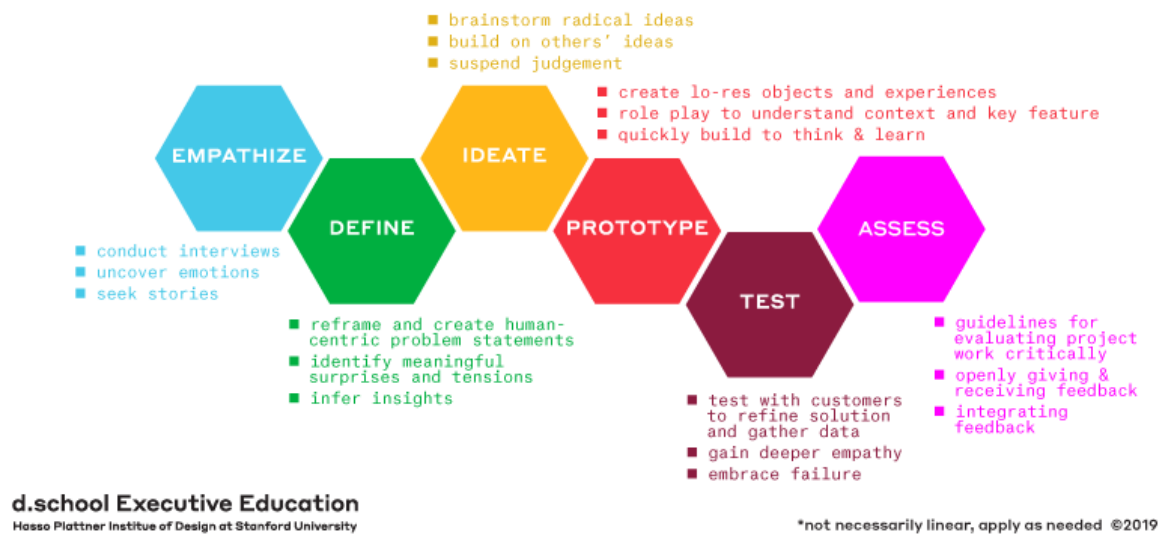 ■ brainstorm radical ideas
■ build on others' ideas
■ suspend judgement
■ create lo-res objects and experiences
■ role play to understand context and key feature
■ quickly build to think & learn
EMPATHIZE
IDEATE
DEFINE
PROTOTYPE
ASSESS
TEST
■ conduct interviews
■ uncover emotions
■ seek stories
■ reframe and create human-
centric problem statements
■ identify meaningful
surprises and tensions
■ infer insights
■ guidelines for
evaluating project
work critically
■ openly giving &
receiving feedback
■ integrating
feedback
■ test with customers
to refine solution
and gather data
■ gain deeper empathy
■ embrace failure
d.school Executive Education
Hasso Plattner Institue of Design at Stanford University
*not necessarily linear, apply as needed ©2019